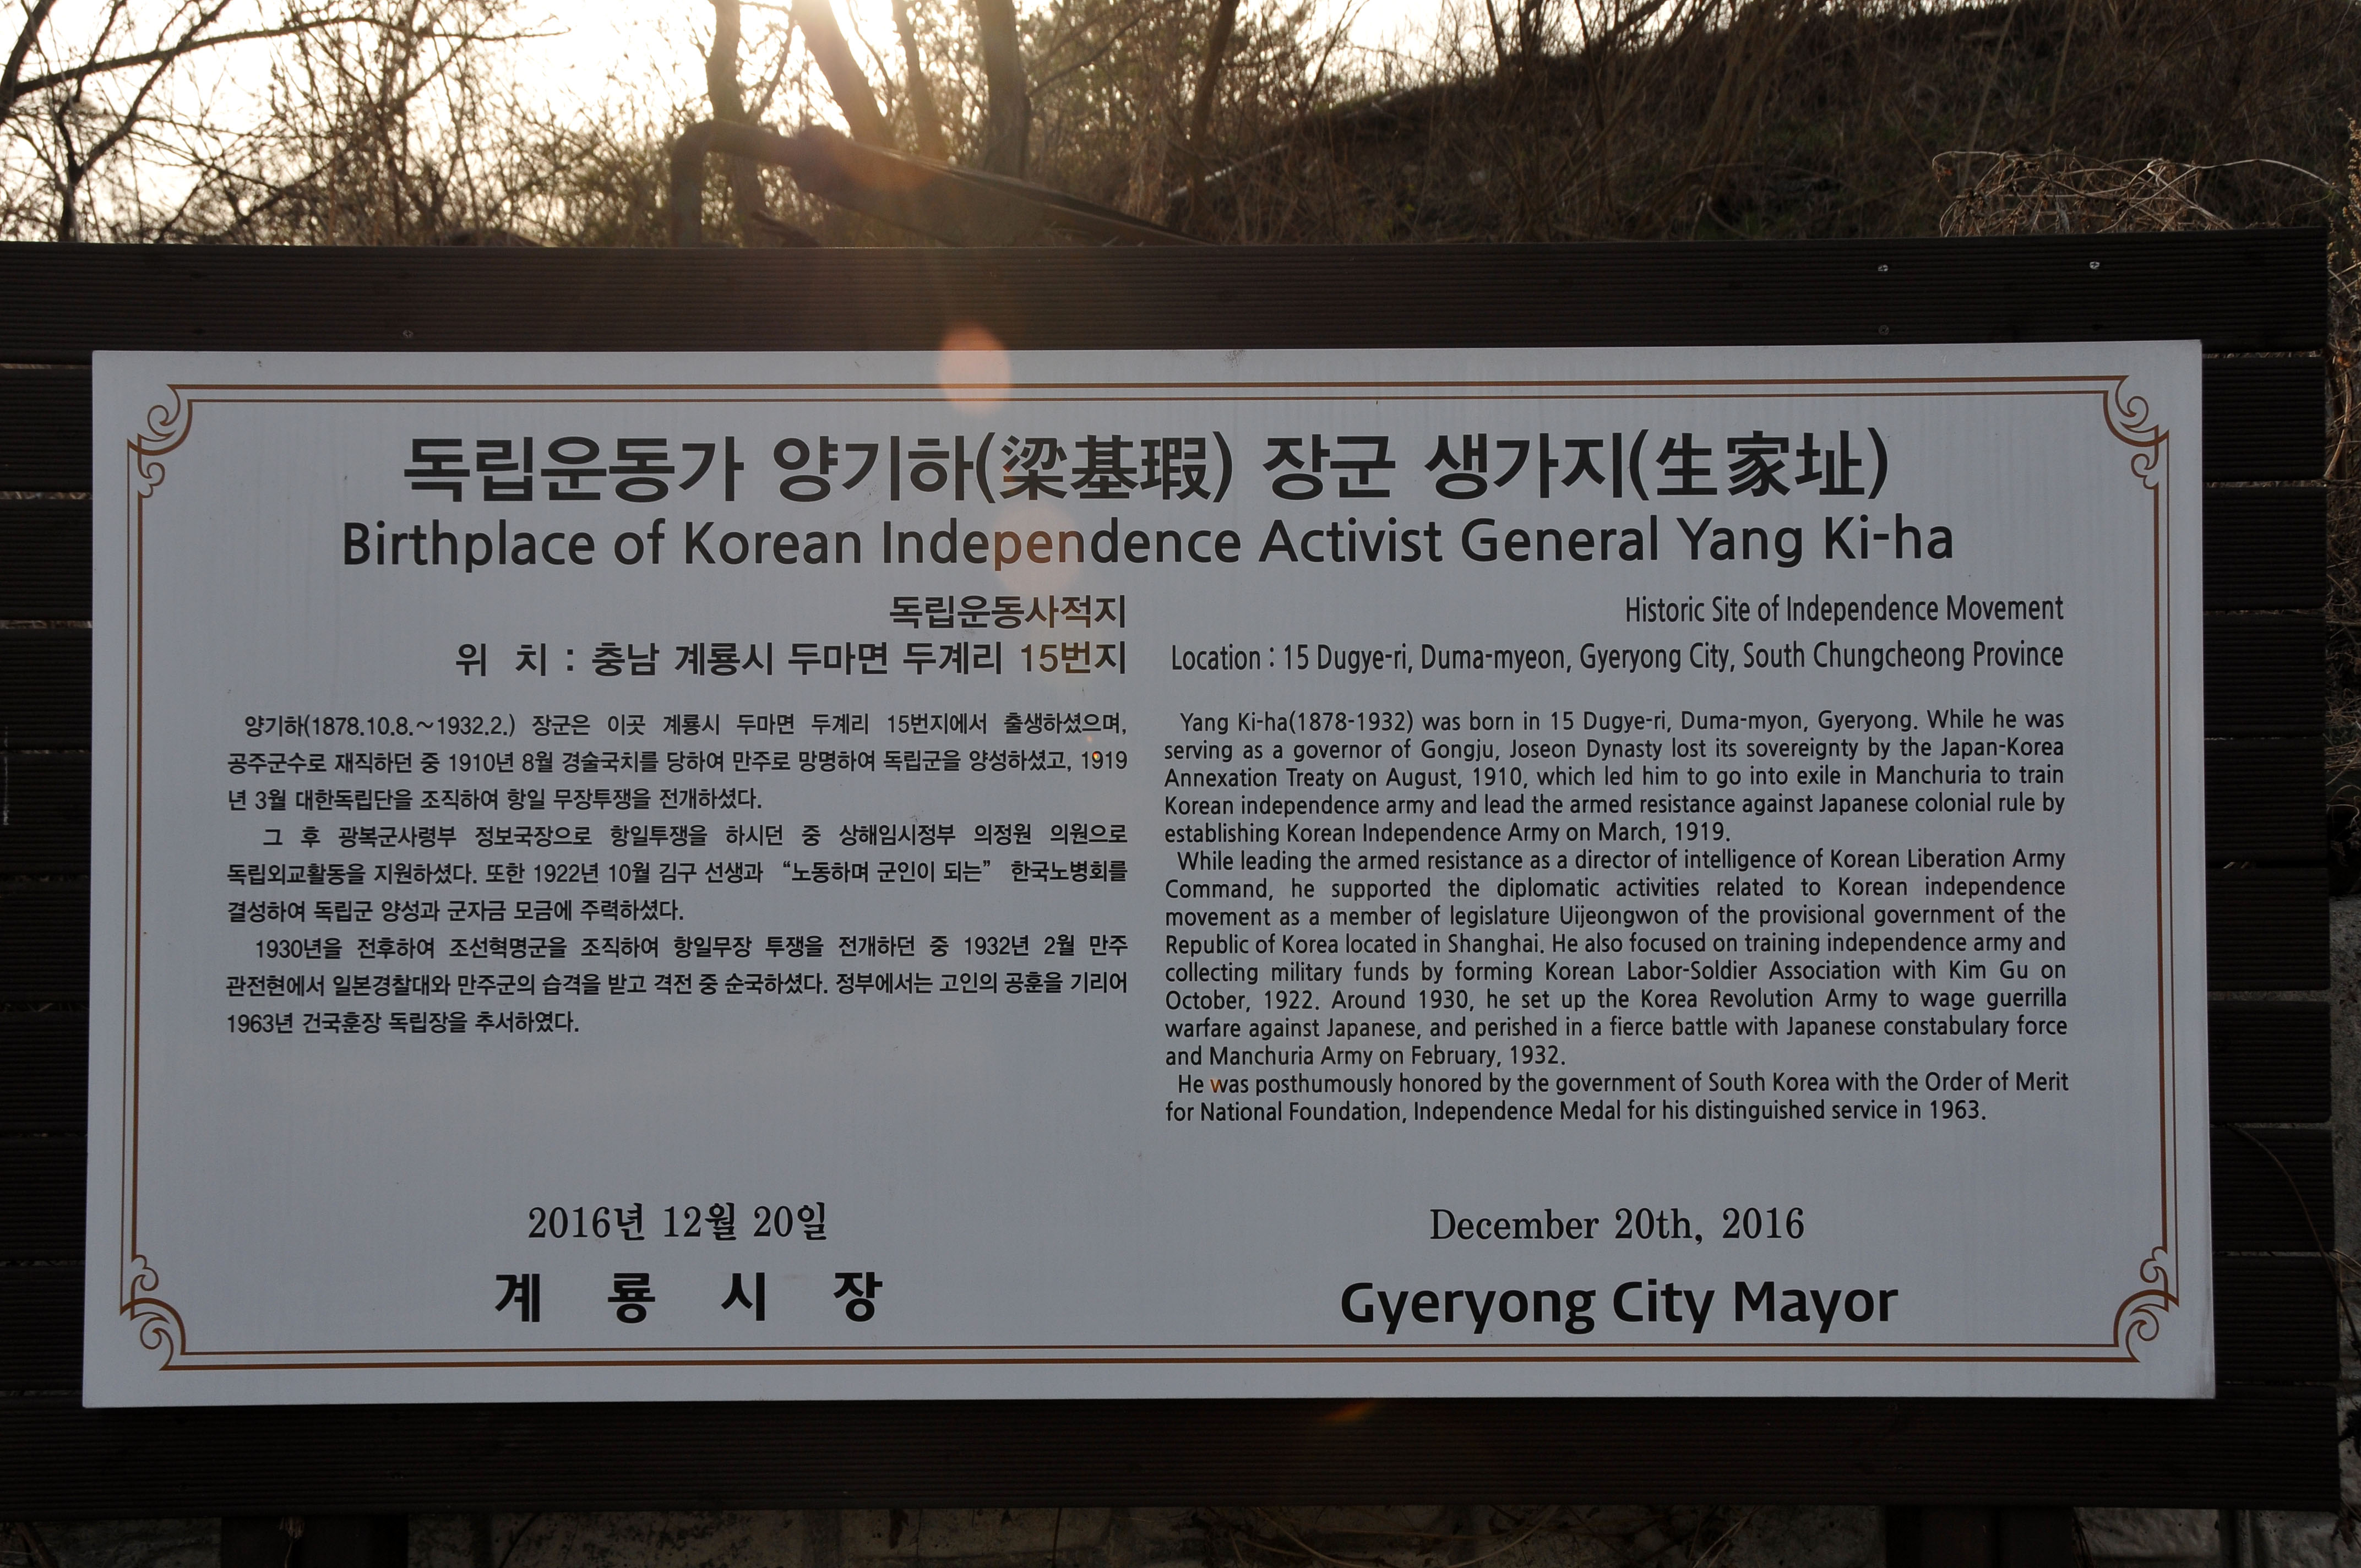 독립운동가 양기하(梁基瑕) 장군 생가지(生家址)
Birthplace of Korean Independence Activist General Yang Ki-ha
독립운동사적지
위 치 : 충남 계룡시 두마면 두계리 15번지
양기하(1878.10.8.~1932.2.) 장군은 이곳 계룡시 두마면 두계리 15번지에서 출생하셨으며,
공주군수로 재직하던 중 1910년 8월 경술국치를 당하여 만주로 망명하여 독립군을 양성하셨고, 1919
년 3월 대한독립단을 조직하여 항일 무장투쟁을 전개하셨다.
그 후 광복군사령부 정보국장으로 항일투쟁을 하시던 중 상해임시정부 의정원 의원으로
독립외교활동을 지원하셨다. 또한 1922년 10월 김구 선생과 “노동하며 군인이 되는” 한국노병회를
결성하여 독립군 양성과 군자금 모금에 주력하셨다.
1930년을 전후하여 조선혁명군을 조직하여 항일무장 투쟁을 전개하던 중 1932년 2월 만주
관전현에서 일본경찰대와 만주군의 습격을 받고 격전 중 순국하셨다. 정부에서는 고인의 공훈을 기리어
1963년 건국훈장 독립장을 추서하였다.
2016년 12월 20일
계 룡 시 장
Historic Site of Independence Movement
Location : 15 Dugye-ri, Duma-myeon, Gyeryong City, South Chungcheong Province
Yang Ki-ha(1878-1932) was born in 15 Dugye-ri, Duma-myon, Gyeryong. While he was
serving as a governor of Gongju, Joseon Dynasty lost its sovereignty by the Japan-Korea
Annexation Treaty on August, 1910, which led him to go into exile in Manchuria to train
Korean independence army and lead the armed resistance against Japanese colonial rule by
establishing Korean Independence Army on March, 1919.
While leading the armed resistance as a director of intelligence of Korean Liberation Army
Command, he supported the diplomatic activities related to Korean independence
movement as a member of legislature Uijeongwon of the provisional government of the
Republic of Korea located in Shanghai. He also focused on training independence army and
collecting military funds by forming Korean Labor-Soldier Association with Kim Gu on
October, 1922. Around 1930, he set up the Korea Revolution Army to wage guerrilla
warfare against Japanese, and perished in a fierce battle with Japanese constabulary force
and Manchuria Army on February, 1932.
He was posthumously honored by the government of South Korea with the Order of Merit
for National Foundation, Independence Medal for his distinguished service in 1963.
December 20th, 2016
Gyeryong City Mayor